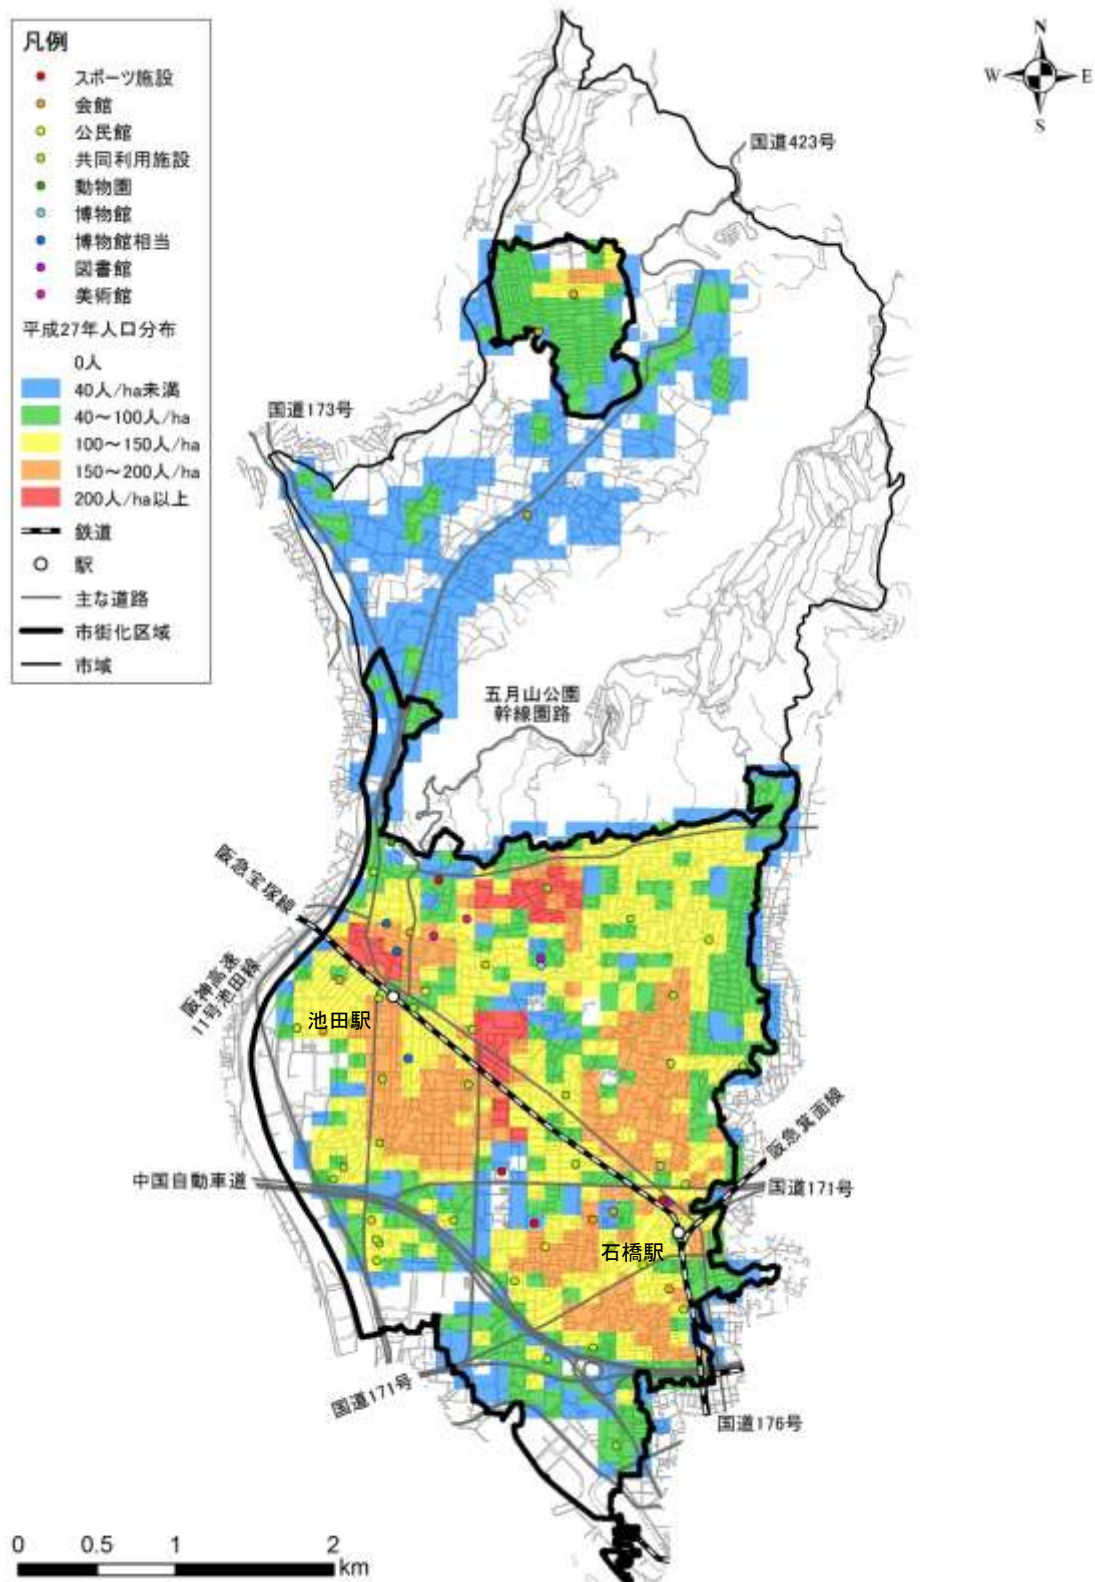 凡例
スポーツ施設
会館
公民館
共同利用施設
動物園
博物館
博物館相当
図書館
美術館
平成27年人口分布
0人
40人/ha未満
40～100人/ha
100～150人/ha
150～200人/ha
200人/ha以上
鉄道
駅
主な道路
市街化区域
市域
N
W
E
S
国道423号
国道173号
五月山公園
幹線園路
阪急宝塚線
阪神高速
11号池田線
池田駅
阪急箕面線
中国自動車道
国道171号
石橋駅
国道171号
国道176号
0 0.5 1 2
km